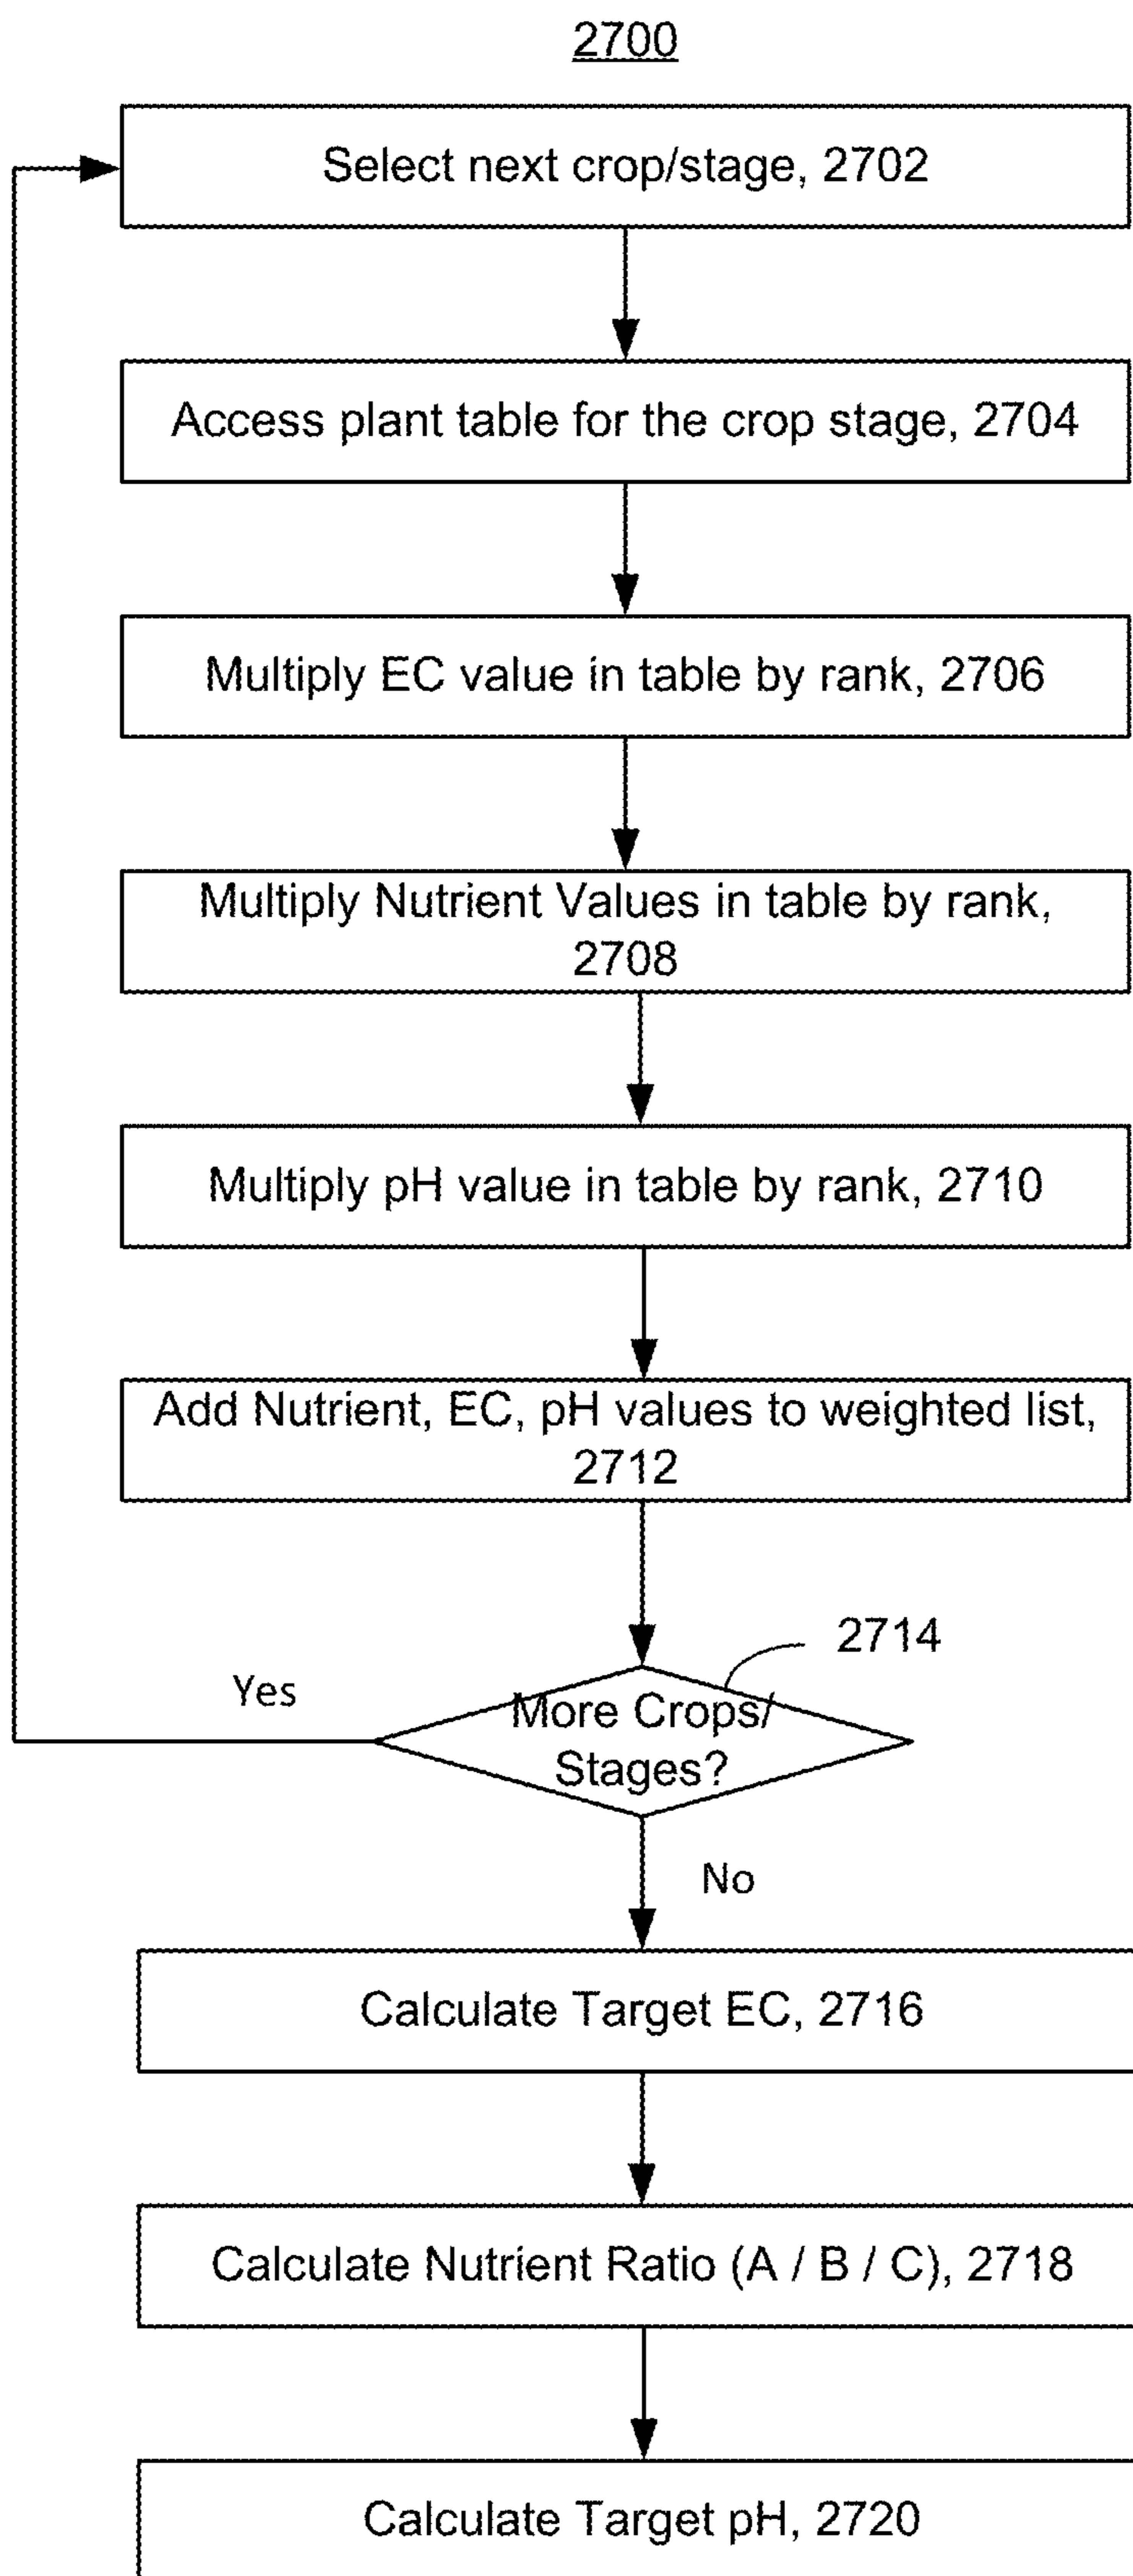 2700
Select next crop/stage, 2702
Access plant table for the crop stage, 2704
Multiply EC value in table by rank, 2706
Multiply Nutrient Values in table by rank,
2708
Multiply pH value in table by rank, 2710
Add Nutrient, EC, pH values to weighted list,
2712
2714
Yes
More Crops/
Stages?
No
Calculate Target EC, 2716
Calculate Nutrient Ratio (A / B / C), 2718
Calculate Target pH, 2720